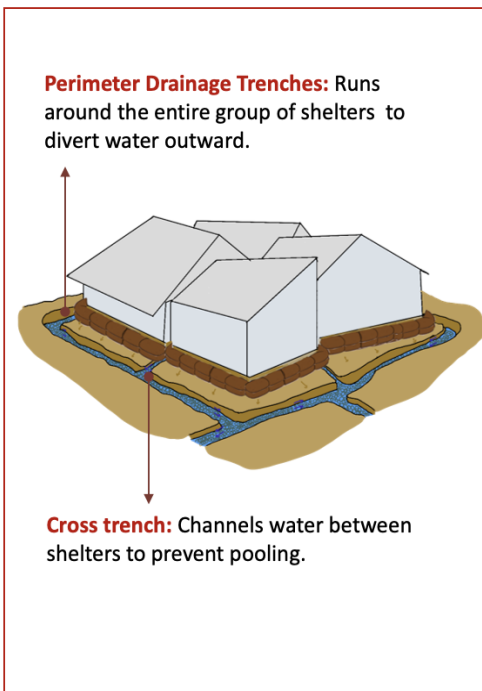 Perimeter Drainage Trenches: Runs
around the entire group of shelters to
divert water outward.
Cross trench: Channels water between
shelters to prevent pooling.